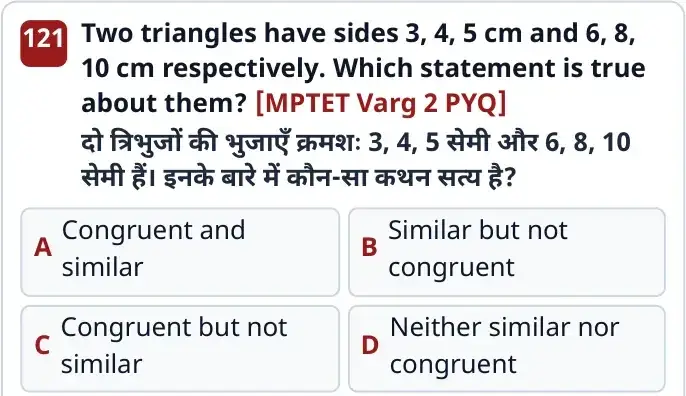 121 Two triangles have sides 3, 4, 5 cm and 6, 8,
10 cm respectively. Which statement is true
about them? [MPTET Varg 2 PYQ]
दो त्रिभुजों की भुजाएँ क्रमशः 3, 4, 5 सेमी और 6, 8, 10
सेमी हैं। इनके बारे में कौन-सा कथन सत्य है?
A Congruent and
similar
B Similar but not
congruent
C Congruent but not
similar
D Neither similar nor
congruent